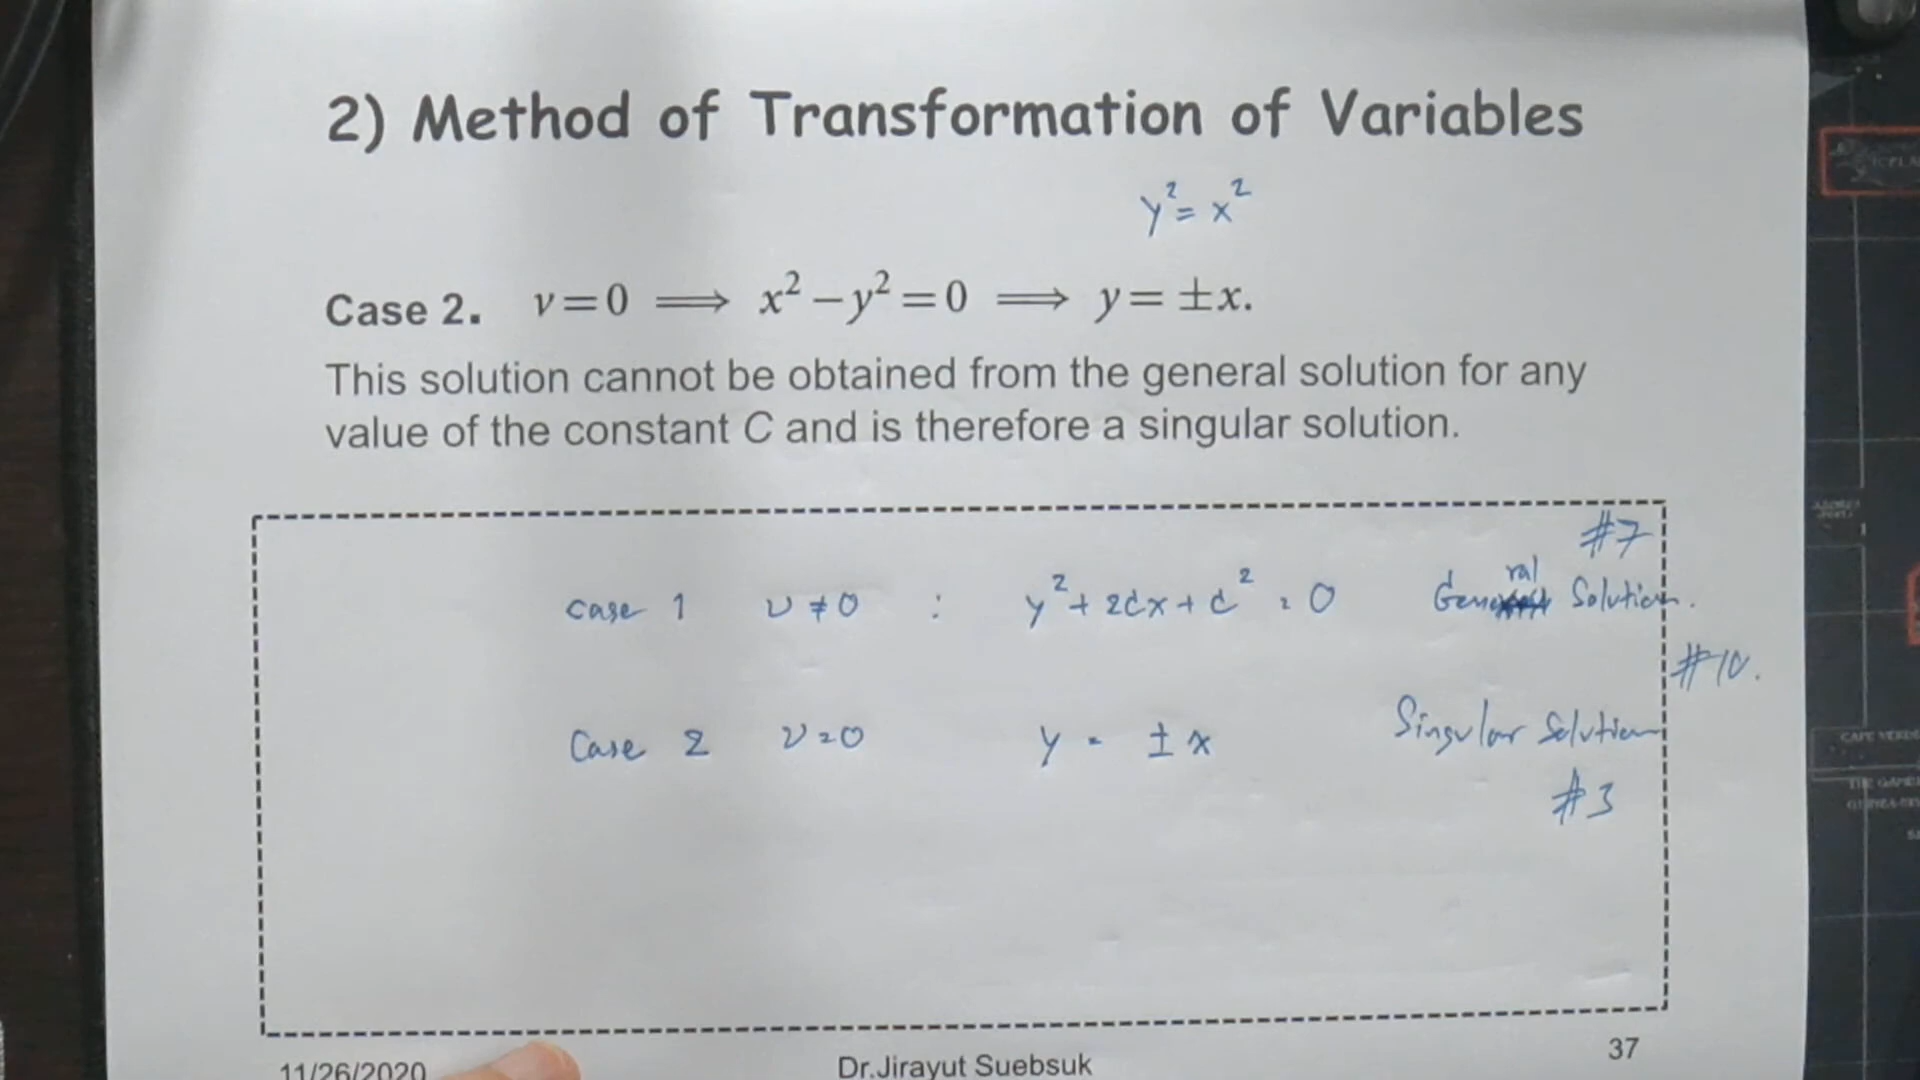 2) Method of Transformation of Variables
y² = x²
Case 2. v=0 ⟹ x² − y² = 0 ⟹ y = ±x.
This solution cannot be obtained from the general solution for any
value of the constant C and is therefore a singular solution.
#7
case 1 v ≠ 0 : y² + 2cx + c² = 0 General Solution.
#10.
Case 2 v=0 y = ± x Singular Solution
#3
11/26/2020 Dr.Jirayut Suebsuk 37
CAPE VERDE